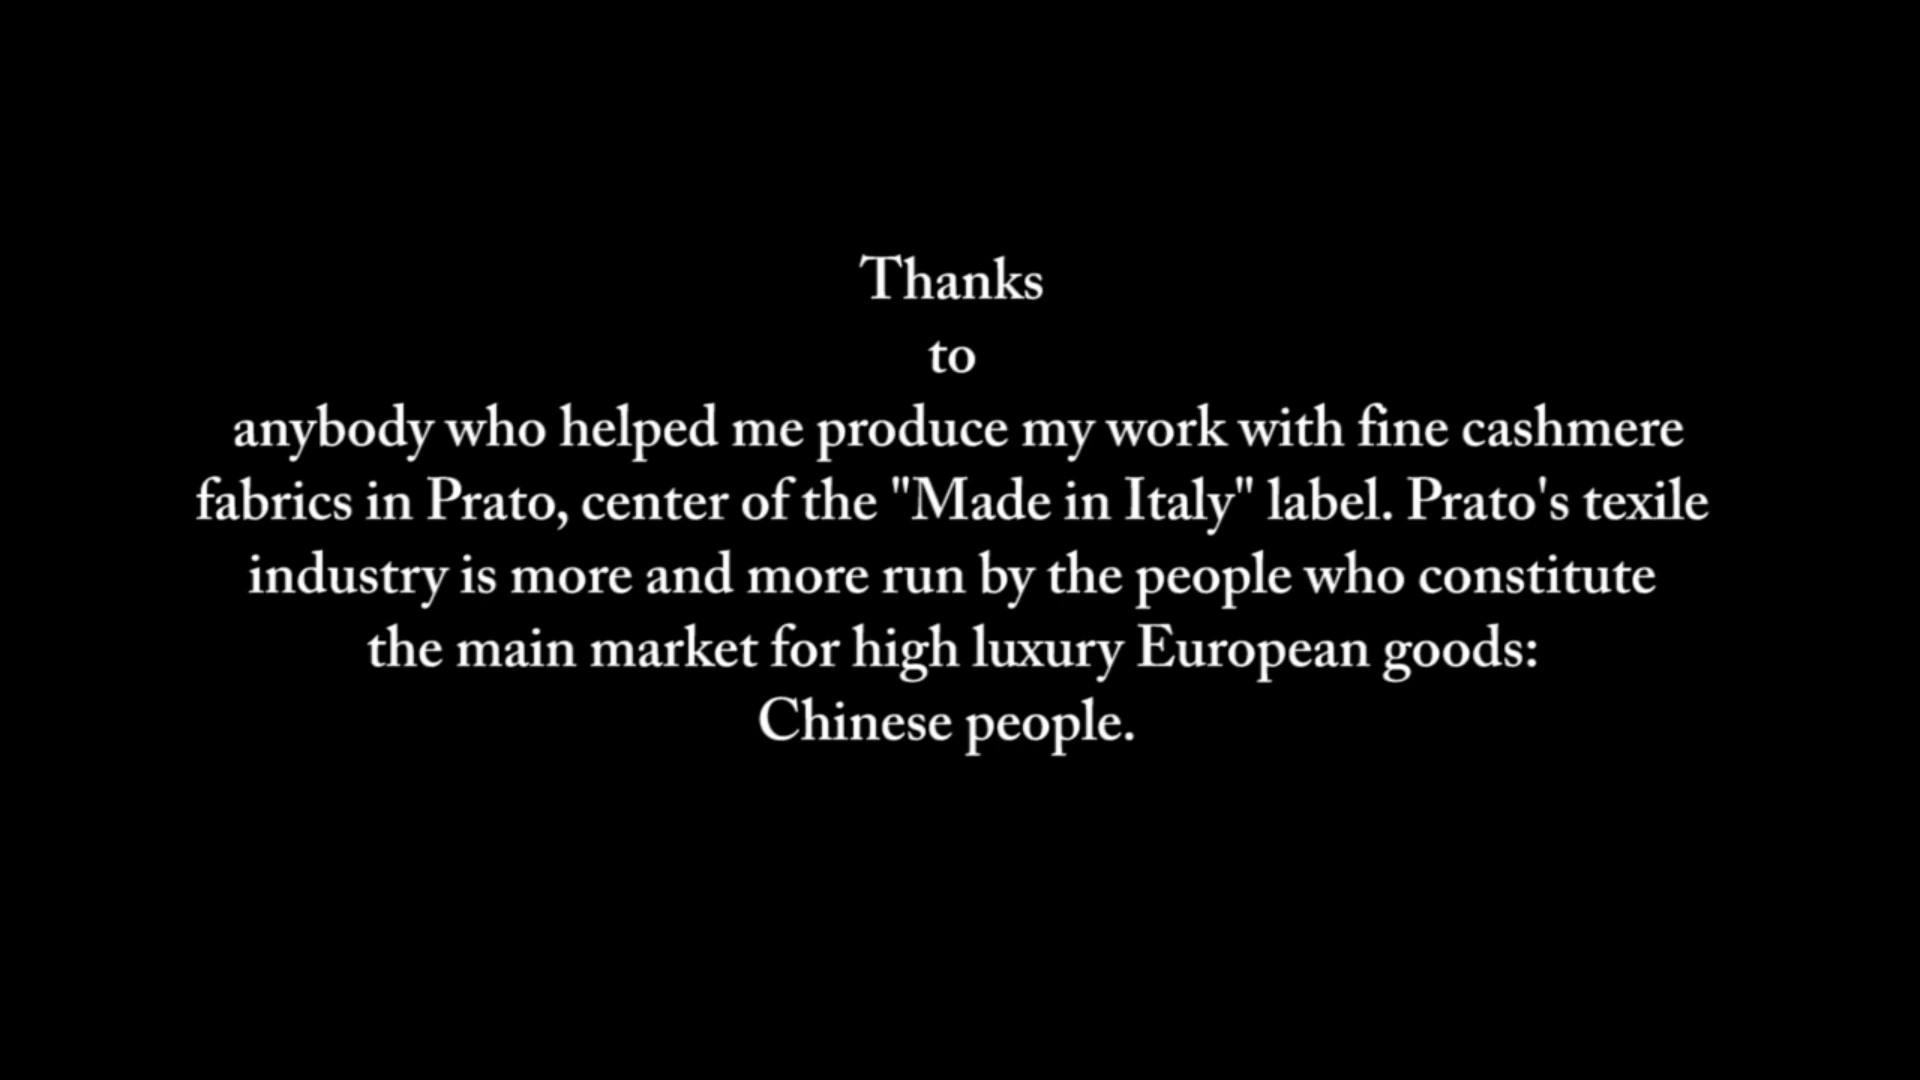 Thanks
to
anybody who helped me produce my work with fine cashmere
fabrics in Prato, center of the "Made in Italy" label. Prato's texile
industry is more and more run by the people who constitute
the main market for high luxury European goods:
Chinese people.